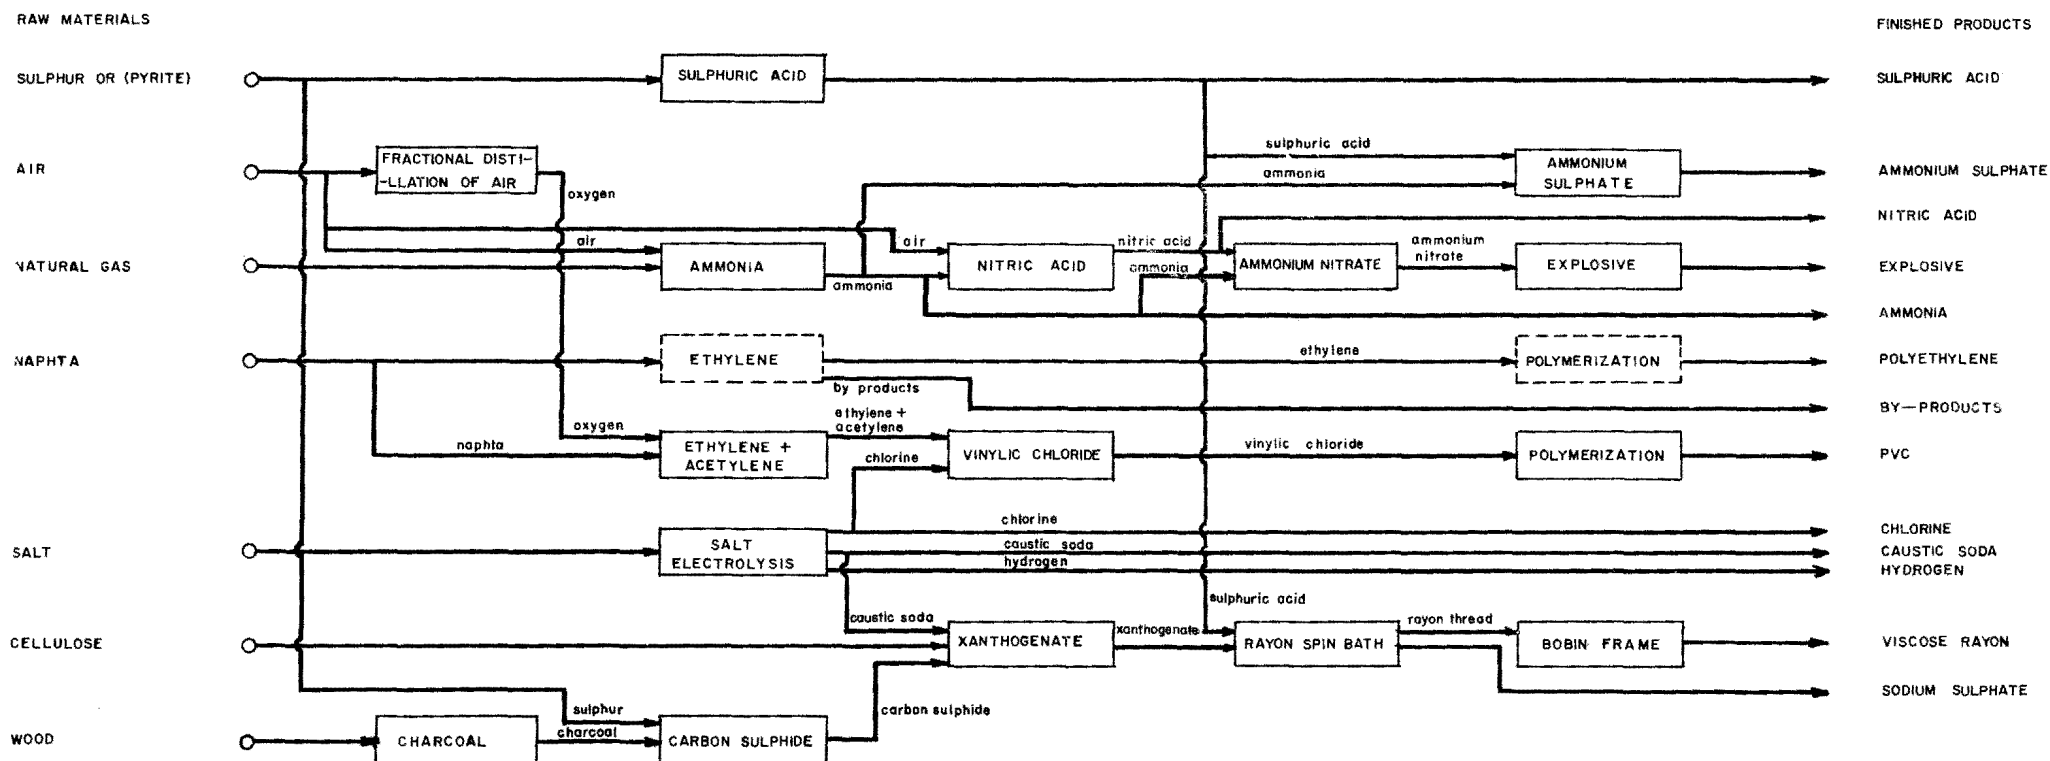 RAW MATERIALS
FINISHED PRODUCTS
SULPHUR OR (PYRITE)
SULPHURIC ACID
SULPHURIC ACID
sulphuric acid
AIR
FRACTIONAL DISTI-
-LLATION OF AIR
oxygen
ammonia
AMMONIUM
SULPHATE
AMMONIUM SULPHATE
NITRIC ACID
air
air
nitric acid
ammonium
nitrate
NATURAL GAS
AMMONIA
ammonia
NITRIC ACID
ammonia
AMMONIUM NITRATE
EXPLOSIVE
EXPLOSIVE
AMMONIA
NAPHTA
ETHYLENE
ethylene
POLYMERIZATION
POLYETHYLENE
by products
BY—PRODUCTS
oxygen
ethylene +
acetylene
naphta
ETHYLENE +
ACETYLENE
chlorine
VINYLIC CHLORIDE
vinylic chloride
POLYMERIZATION
PVC
SALT
SALT
ELECTROLYSIS
chlorine
CHLORINE
caustic soda
CAUSTIC SODA
hydrogen
HYDROGEN
sulphuric acid
CELLULOSE
caustic soda
XANTHOGENATE
xanthogenate
RAYON SPIN BATH
rayon thread
BOBIN FRAME
VISCOSE RAYON
SODIUM SULPHATE
WOOD
CHARCOAL
sulphur
charcoal
CARBON SULPHIDE
carbon sulphide